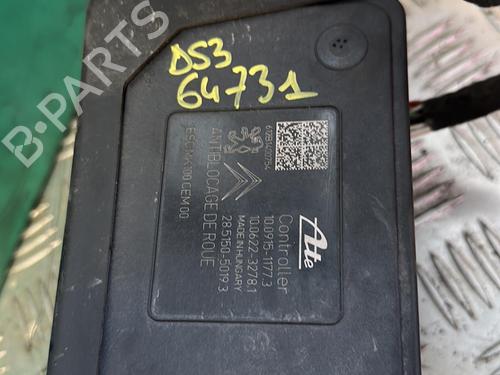 DS3
64731
B-PARTS
Ate
Controller
10.0915-1177.3
10.0622-3278.1
MADE IN HUNGARY
28.5150-5019.3
ANTIBLOCAGE DE ROUE